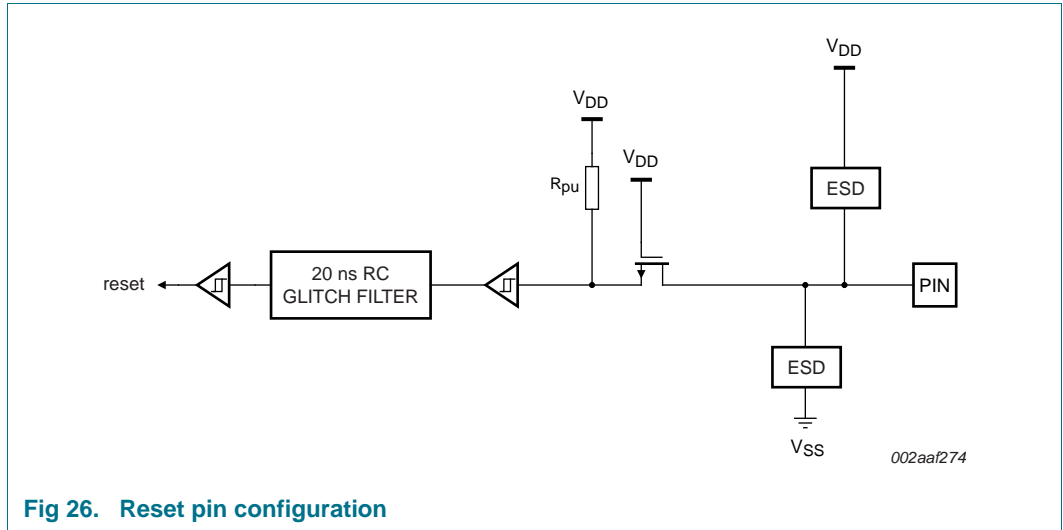 VDD
VDD
VDD
Rpu
ESD
reset
20 ns RC
GLITCH FILTER
PIN
ESD
VSS
002aaf274
Fig 26. Reset pin configuration